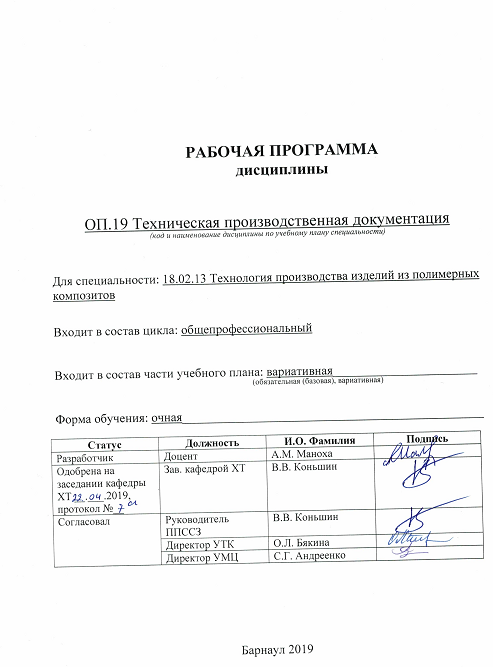 РАБОЧАЯ ПРОГРАММА
дисциплины
ОП.19 Техническая производственная документация
(код и наименование дисциплины по учебному плану специальности)
Для специальности: 18.02.13 Технология производства изделий из полимерных
композитов
Входит в состав цикла: общепрофессиональный
Входит в состав части учебного плана: вариативная
(обязательная (базовая), вариативная)
Форма обучения: очная
Статус Должность И.О. Фамилия Подпись
Разработчик Доцент А.М. Маноха
Одобрена на Зав. кафедрой ХТ В.В. Коньшин
заседании кафедры
ХТ 22.04.2019,
протокол № 7
Согласовал Руководитель В.В. Коньшин
ППССЗ
Директор УТК О.Л. Бякина
Директор УМЦ С.Г. Андреенко
Барнаул 2019